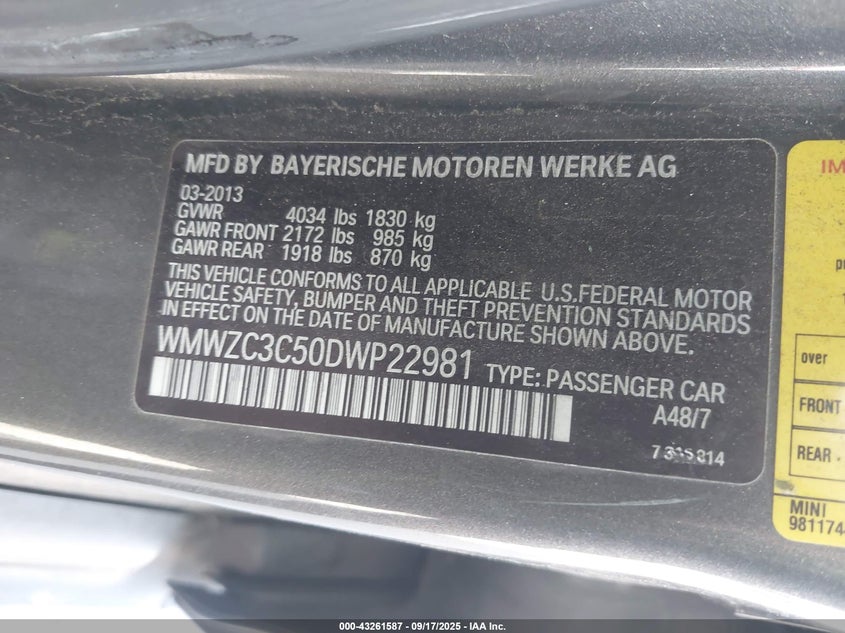 MFD BY BAYERISCHE MOTOREN WERKE AG
03-2013
GVWR 4034 lbs 1830 kg
GAWR FRONT 2172 lbs 985 kg
GAWR REAR 1918 lbs 870 kg
THIS VEHICLE CONFORMS TO ALL APPLICABLE U.S.FEDERAL MOTOR
VEHICLE SAFETY, BUMPER AND THEFT PREVENTION STANDARDS
IN EFFECT ON THE DATE OF MANUFACTURE SHOWN ABOVE.
WMWZC3C50DWP22981 TYPE: PASSENGER CAR
A48/7
IM
over
FRONT
REAR
MINI
981174
000-43261587 - 09/17/2025 - IAA Inc.